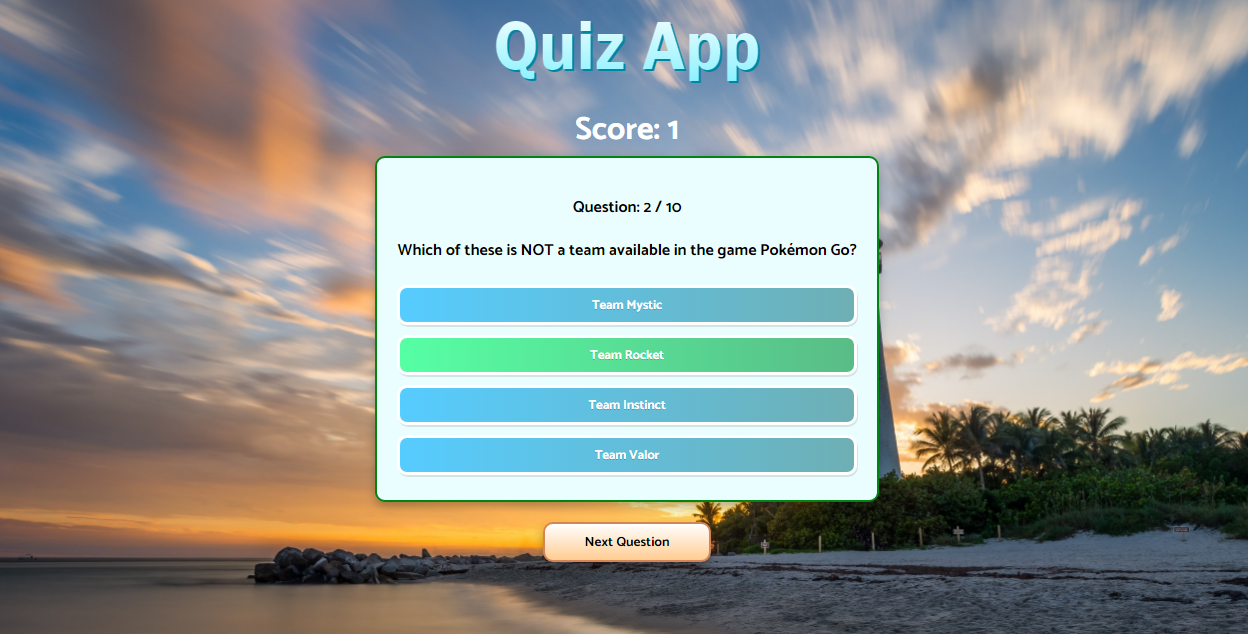 Quiz App
Score: 1
Question: 2 / 10
Which of these is NOT a team available in the game Pokémon Go?
Team Mystic
Team Rocket
Team Instinct
Team Valor
Next Question